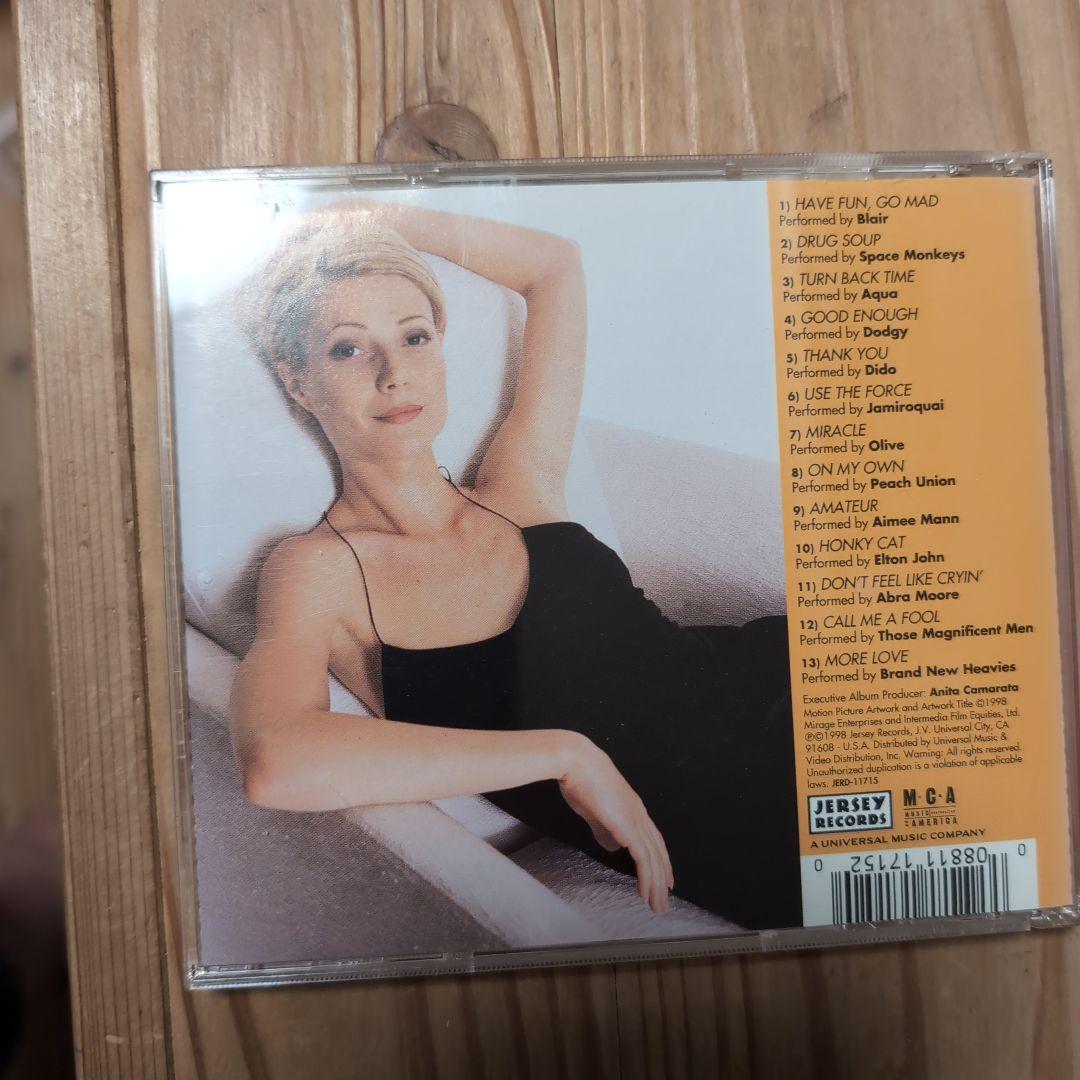 1) HAVE FUN, GO MAD
Performed by Blair
2) DRUG SOUP
Performed by Space Monkeys
3) TURN BACK TIME
Performed by Aqua
4) GOOD ENOUGH
Performed by Dodgy
5) THANK YOU
Performed by Dido
6) USE THE FORCE
Performed by Jamiroquai
7) MIRACLE
Performed by Olive
8) ON MY OWN
Performed by Peach Union
9) AMATEUR
Performed by Aimee Mann
10) HONKY CAT
Performed by Elton John
11) DON'T FEEL LIKE CRYIN'
Performed by Abra Moore
12) CALL ME A FOOL
Performed by Those Magnificent Men
13) MORE LOVE
Performed by Brand New Heavies
Executive Album Producer: Anita Camarata
Motion Picture Artwork and Artwork Title ©1998
Mirage Enterprises and Intermedia Film Equities, Ltd.
℗©1998 Jersey Records, J.V. Universal City, CA
91608 - U.S.A. Distributed by Universal Music &
Video Distribution, Inc. Warning: All rights reserved.
Unauthorized duplication is a violation of applicable
laws. JERD-11715
JERSEY
RECORDS
M·C·A
MUSIC CORPORATION
OF AMERICA
A UNIVERSAL MUSIC COMPANY
0 08811 17152 0